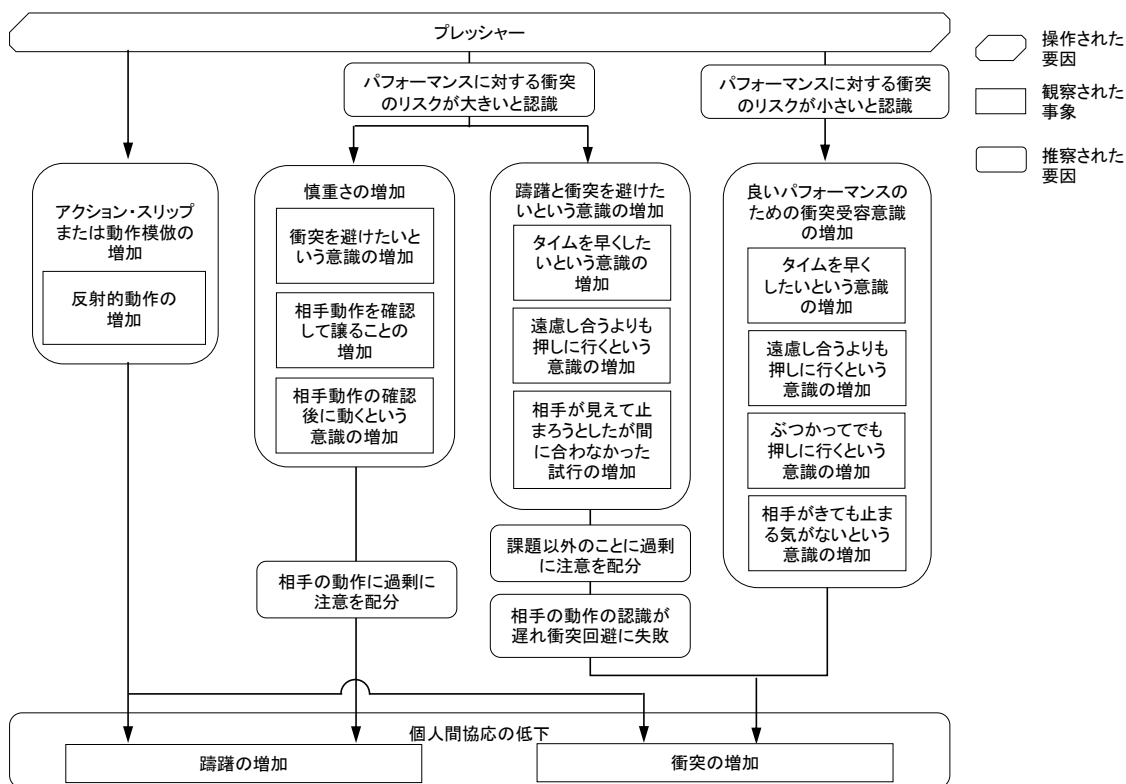 プレッシャー
操作された
要因
観察された
事象
推察された
要因
パフォーマンスに対する衝突
のリスクが大きいと認識
パフォーマンスに対する衝突
のリスクが小さいと認識
アクション・スリップ
または動作模倣の
増加
反射的動作の
増加
慎重さの増加
衝突を避けたいと
いう意識の増加
相手動作を確認
して譲ることの
増加
相手動作の確認
後に動くという
意識の増加
相手の動作に過剰に
注意を配分
躊躇と衝突を避けた
いという意識の増加
タイムを早くした
いという意識の
増加
遠慮し合うよりも
押しに行くという
意識の増加
相手が見えて止
まろうとしたが間
に合わなかった
試行の増加
課題以外のことに過剰
に注意を配分
相手の動作の認識が
遅れ衝突回避に失敗
良いパフォーマンスの
ための衝突受容意識
の増加
タイムを早く
したいという意識
の増加
遠慮し合うよりも
押しに行くという
意識の増加
ぶつかってでも
押しに行くという
意識の増加
相手がきても止ま
る気がないという
意識の増加
個人間協応の低下
躊躇の増加
衝突の増加